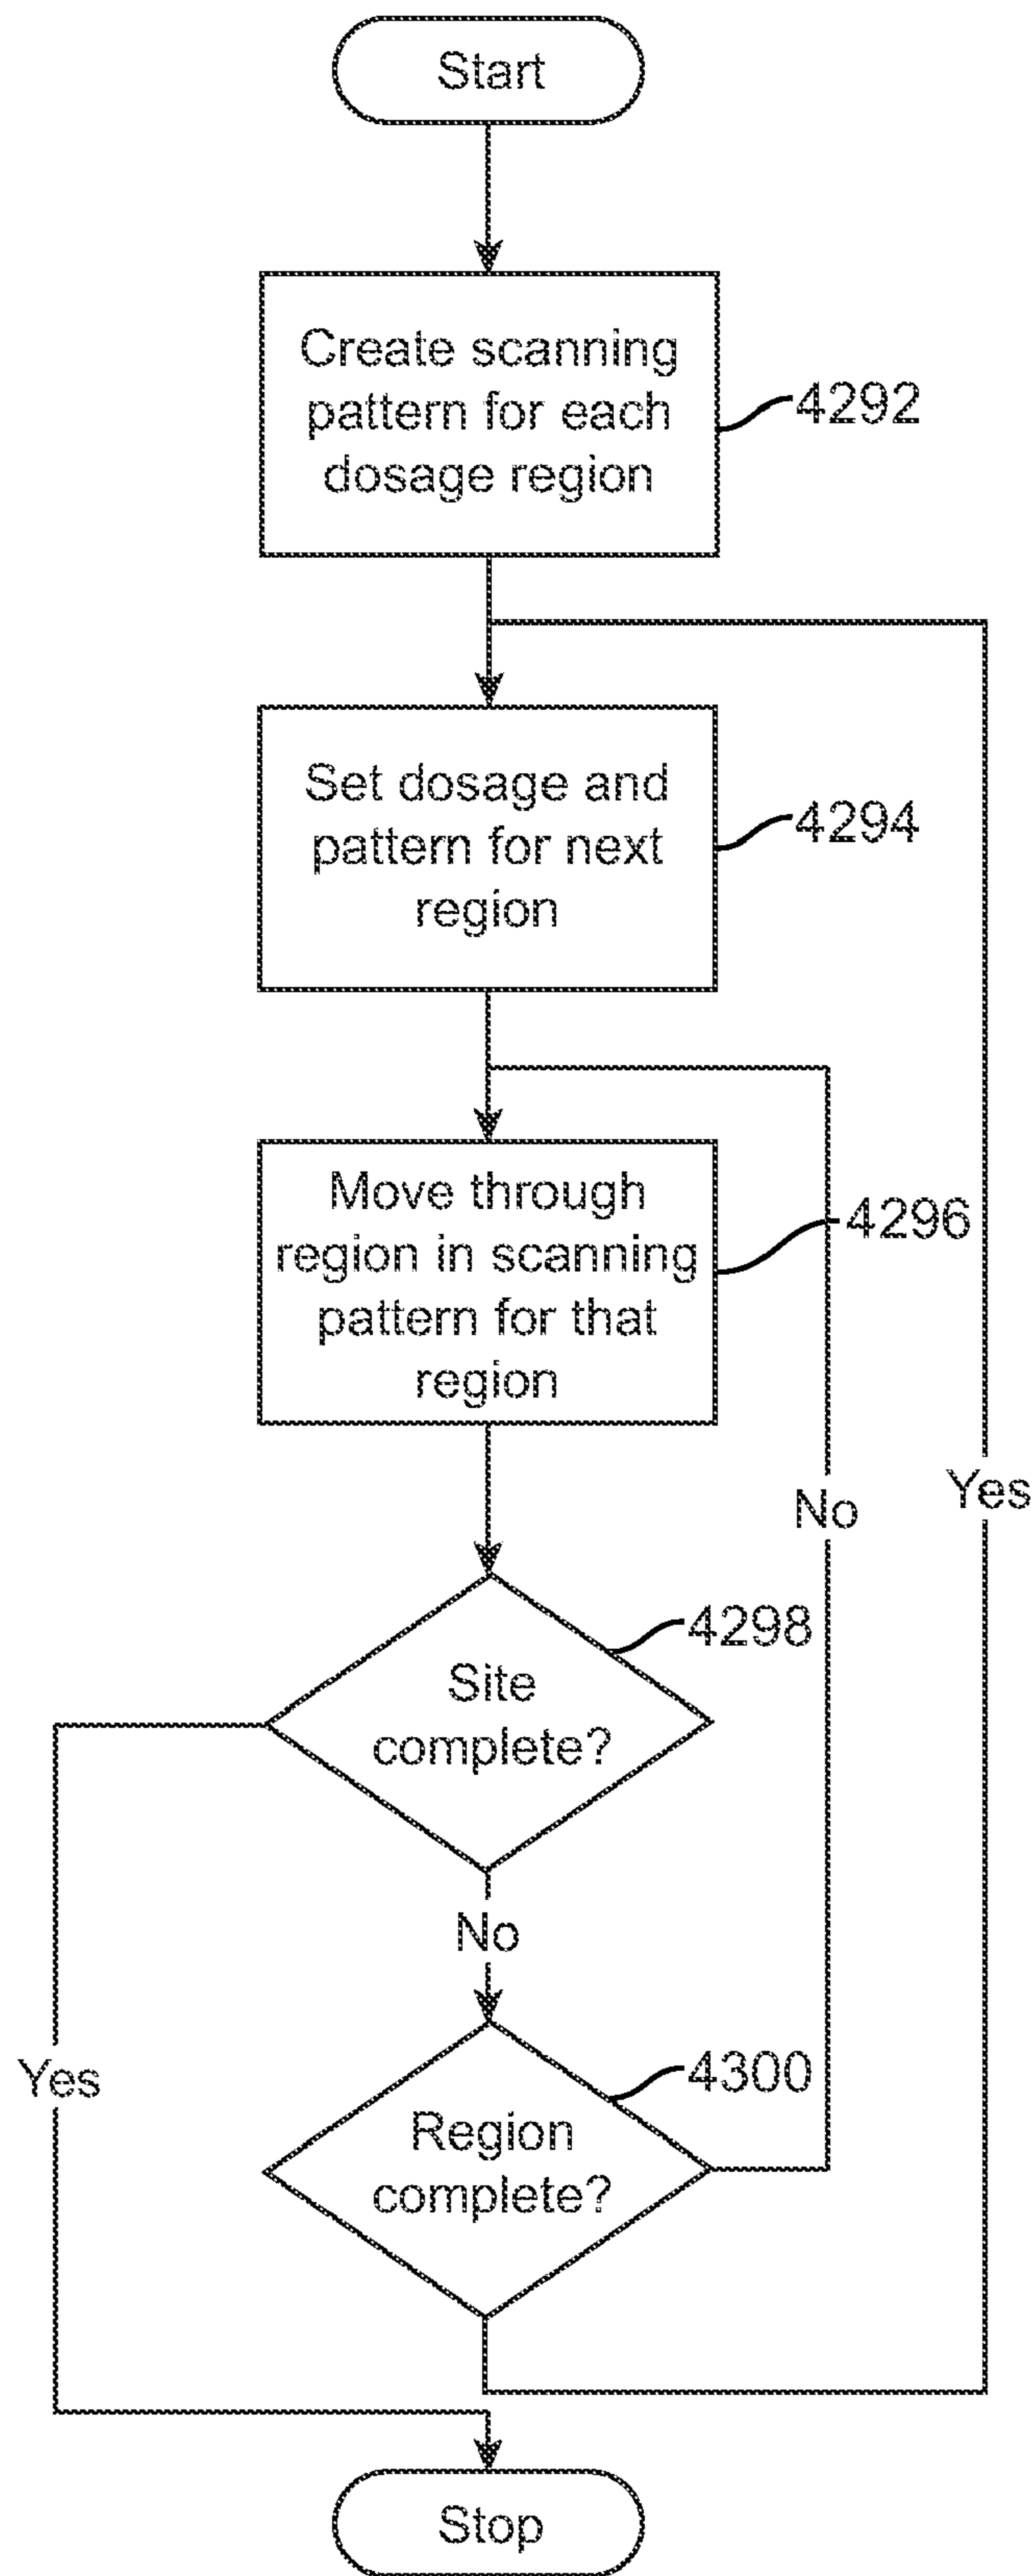 Start
Create scanning
pattern for each
dosage region
4292
Set dosage and
pattern for next
region
4294
Move through
region in scanning
pattern for that
region
4296
Yes
No
4298
Site
complete?
No
Yes
4300
Region
complete?
Stop